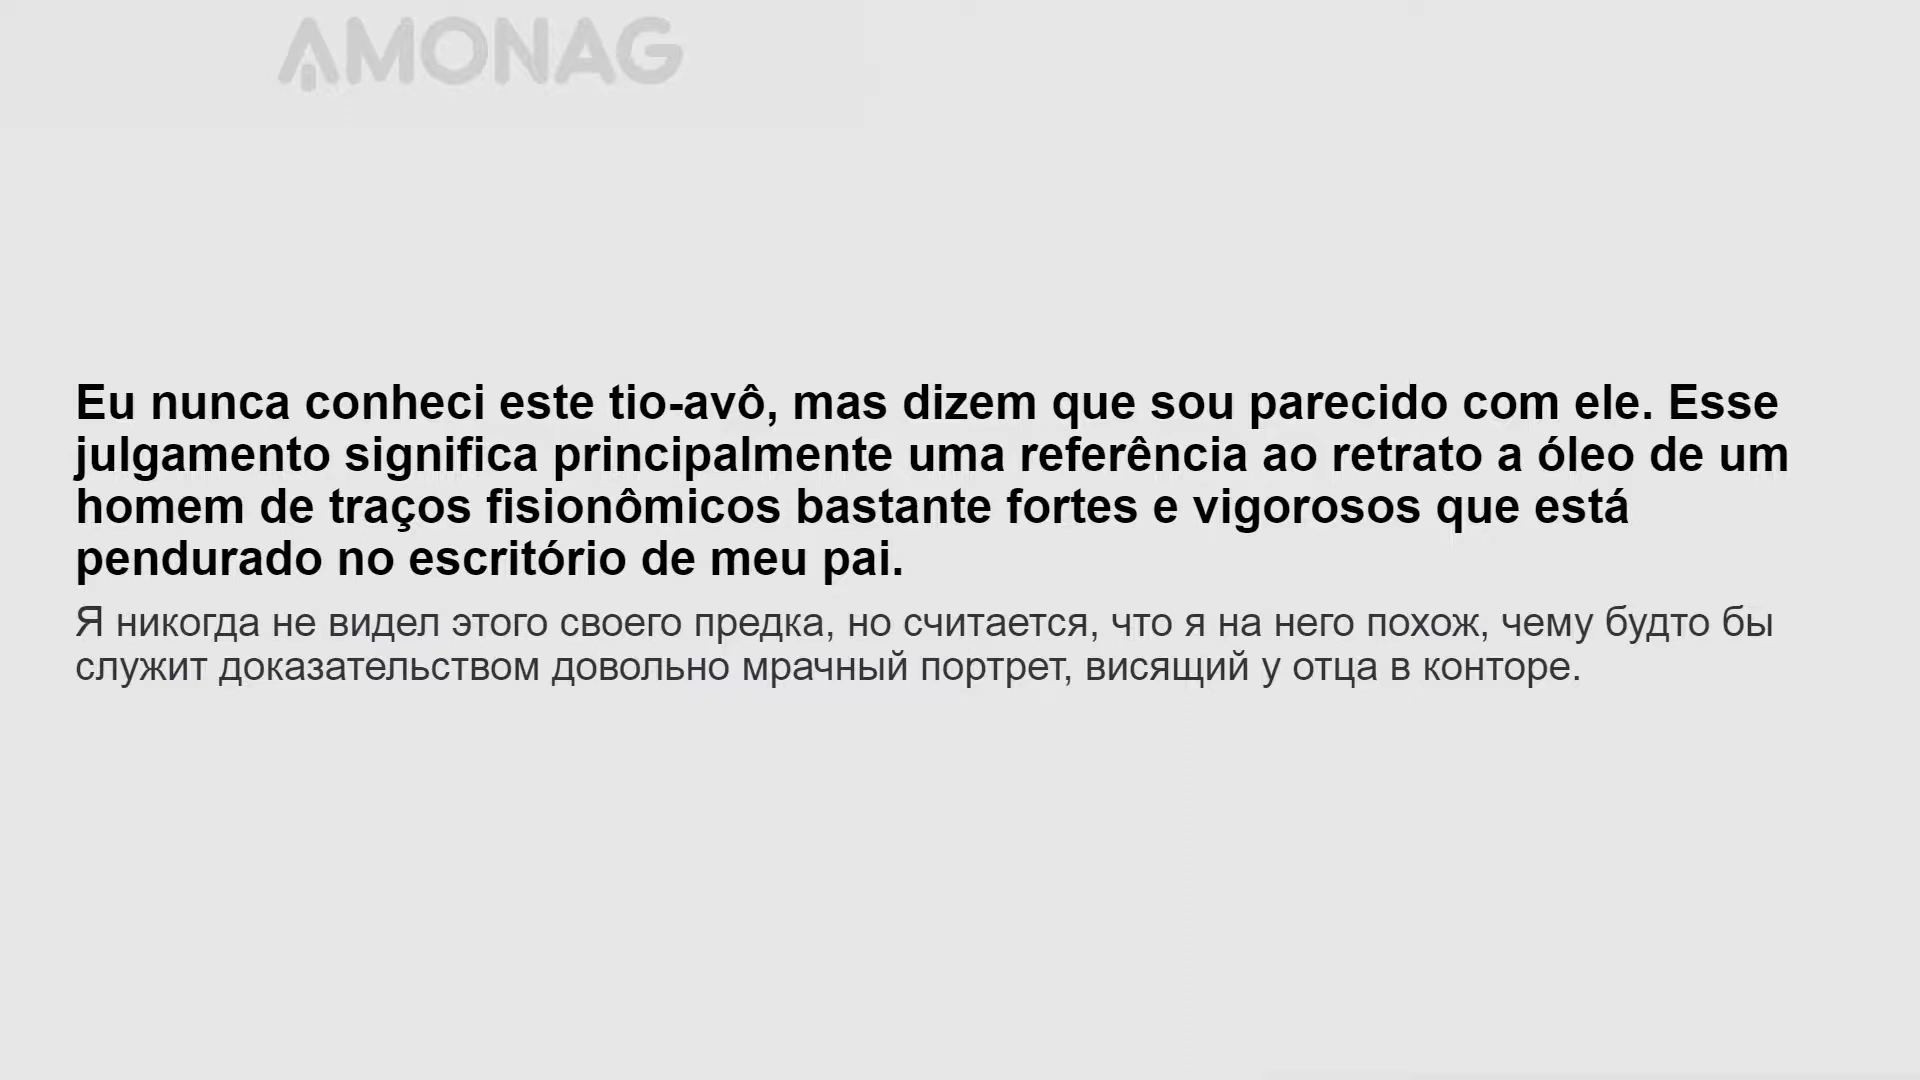 AMONAG
Eu nunca conheci este tio-avô, mas dizem que sou parecido com ele. Esse
julgamento significa principalmente uma referência ao retrato a óleo de um
homem de traços fisionômicos bastante fortes e vigorosos que está
pendurado no escritório de meu pai.
Я никогда не видел этого своего предка, но считается, что я на него похож, чему будто бы
служит доказательством довольно мрачный портрет, висящий у отца в конторе.